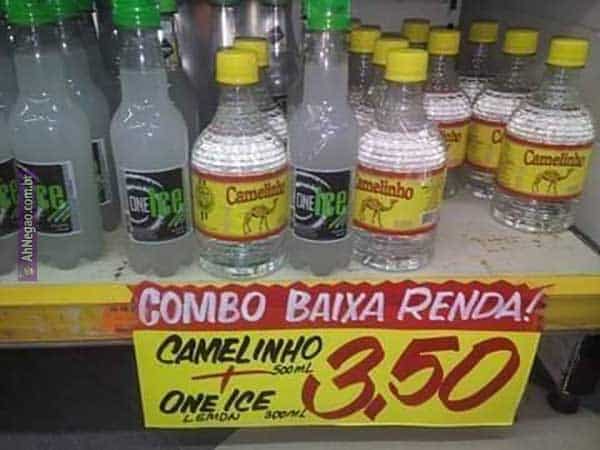 ONE ICE
Camelinho
ONE ICE
Camelinho
Camelinho
AhNegao.com.br
COMBO BAIXA RENDA!
CAMELINHO
500ML
+
ONE ICE
LEMON 300ML
3,50